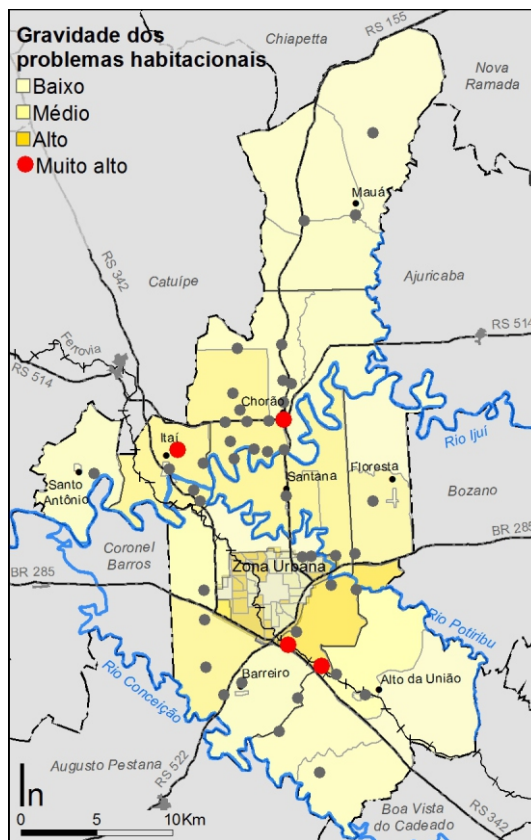 Gravidade dos
problemas habitacionais
Baixo
Médio
Alto
Muito alto
RS 155
Chiapetta
Nova
Ramada
Mauá
RS 342
Catuípe
Ajuricaba
Ferrovia
RS 514
RS 514
Chorão
Rio Ijuí
Itaí
Santo
Antônio
Santana
Floresta
Bozano
Coronel
Barros
BR 285
BR 285
Zona Urbana
Rio Potiribu
Rio Conceição
Barreiro
Alto da União
Augusto Pestana
RS 522
RS 342
Boa Vista
do Cadeado
n
0 5 10Km